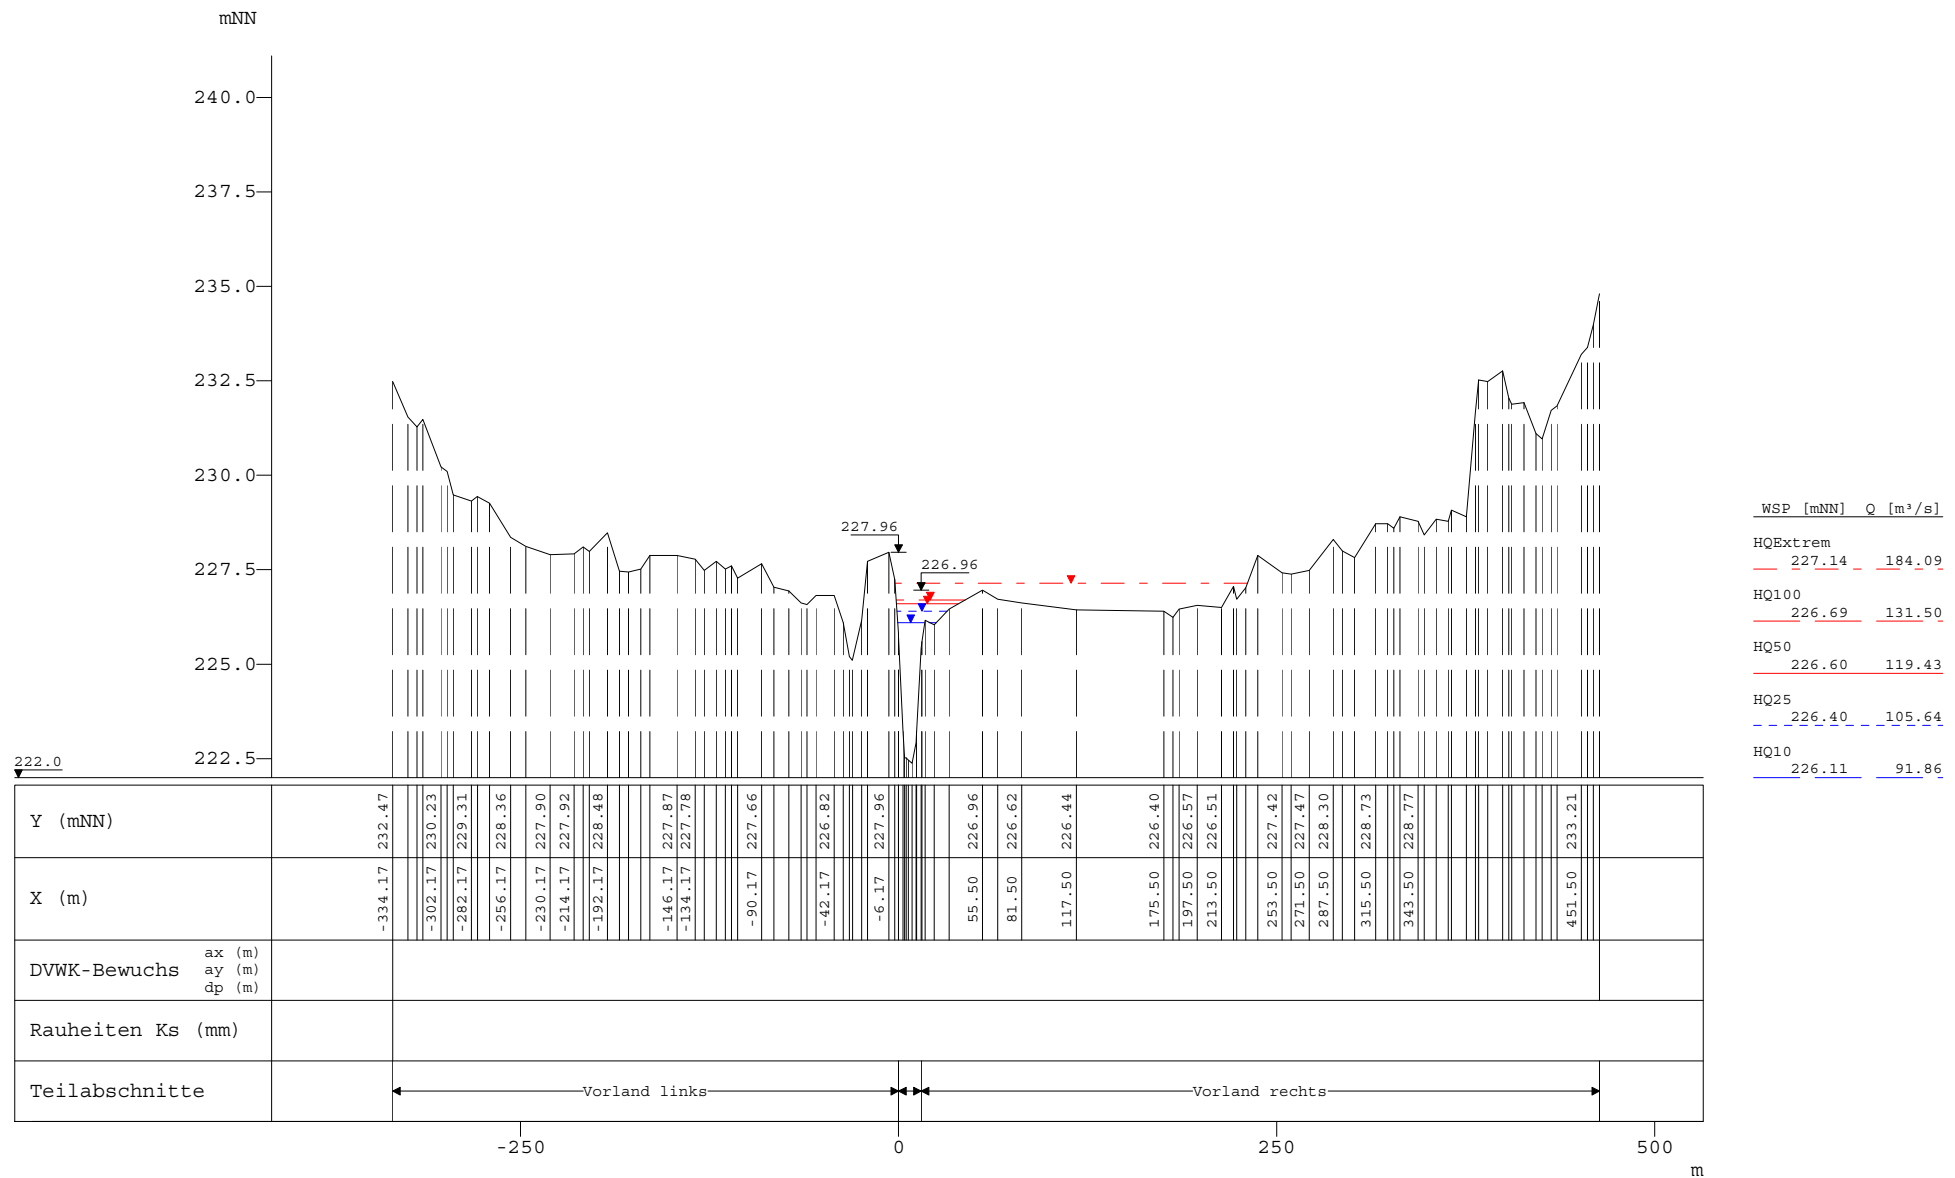 mNN
240.0
237.5
235.0
232.5
230.0
227.5
225.0
222.5
222.0
227.96
226.96
WSP [mNN] Q [m³/s]
HQExtrem
227.14 184.09
HQ100
226.69 131.50
HQ50
226.60 119.43
HQ25
226.40 105.64
HQ10
226.11 91.86
Y (mNN)
232.47 230.23 229.31 228.36 227.90 227.92 228.48 227.87 227.78 227.66 226.82 227.96 226.96 226.62 226.44 226.40 226.57 226.51 227.42 227.47 228.30 228.73 228.77 233.21
X (m)
-334.17 -302.17 -282.17 -256.17 -230.17 -214.17 -192.17 -146.17 -134.17 -90.17 -42.17 -6.17 55.50 81.50 117.50 175.50 197.50 213.50 253.50 271.50 287.50 315.50 343.50 451.50
DVWK-Bewuchs
ax (m)
ay (m)
dp (m)
Rauheiten Ks (mm)
Teilabschnitte
Vorland links
Vorland rechts
-250 0 250 500
m